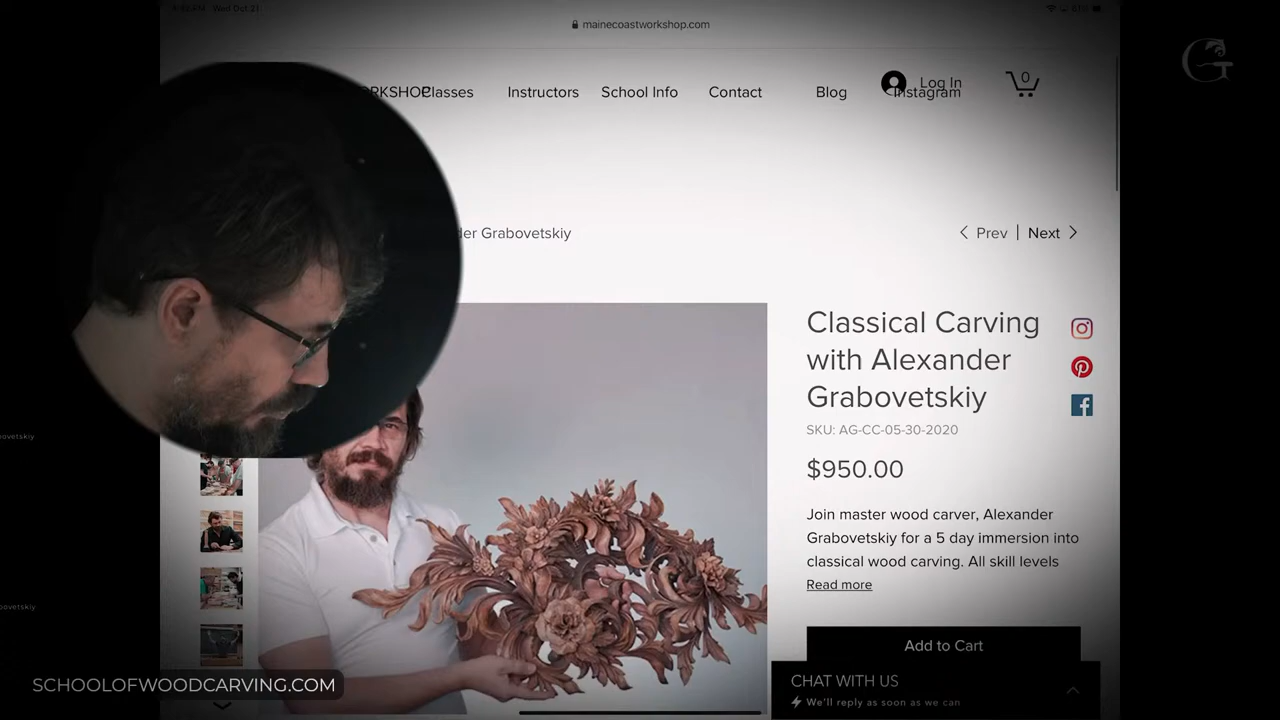 Wed Oct 21
mainecoastworkshop.com
Classes
Instructors
School Info
Contact
Blog
Log In
Instagram
0
Grabovetskiy
Prev
Next
Classical Carving
with Alexander
Grabovetskiy
SKU: AG-CC-05-30-2020
$950.00
Join master wood carver, Alexander
Grabovetskiy for a 5 day immersion into
classical wood carving. All skill levels
Read more
Add to Cart
CHAT WITH US
We'll reply as soon as we can
SCHOOLOFWOODCARVING.COM